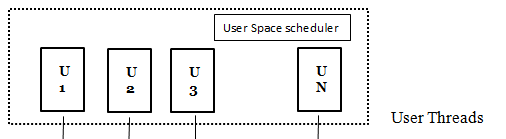 User Space scheduler
U U U U
1 2 3 N
User Threads